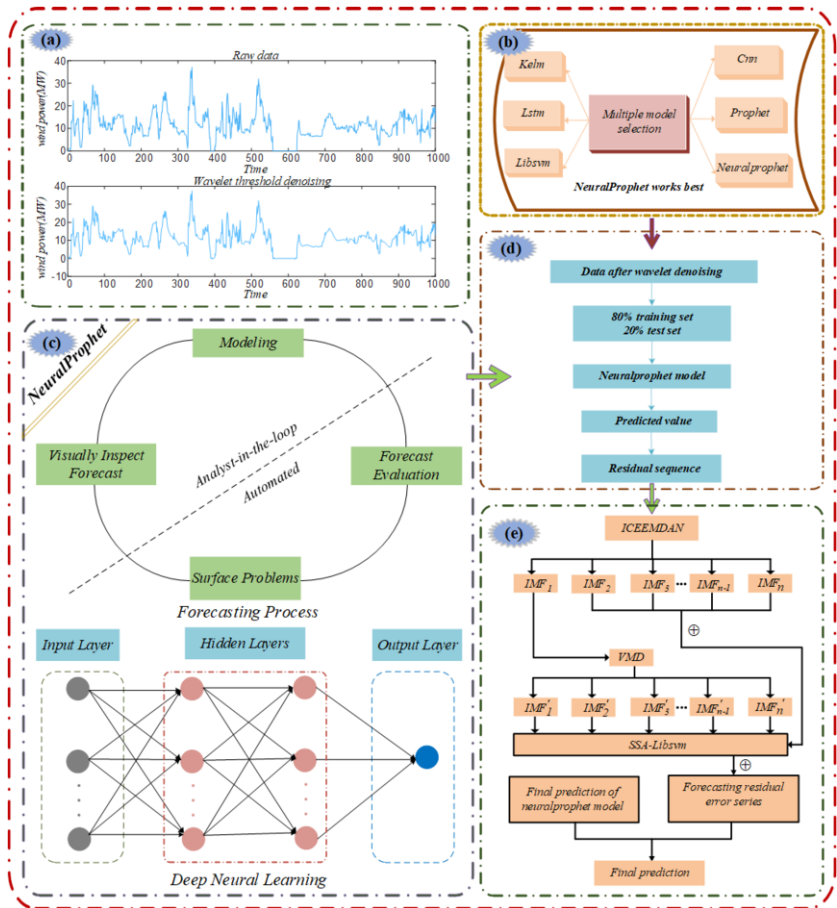 (a)
Raw data
wind power(MW)
40
30
20
10
0
0 100 200 300 400 500 600 700 800 900 1000
Time
Wavelet threshold denoising
wind power(MW)
40
30
20
10
0
-10
0 100 200 300 400 500 600 700 800 900 1000
Time
(b)
Kelm
Lstm
Libsvm
Multiple model
selection
Cnn
Prophet
Neuralprophet
NeuralProphet works best
(c)
NeuralProphet
Modeling
Visually Inspect
Forecast
Analyst-in-the-loop
Automated
Forecast
Evaluation
Surface Problems
Forecasting Process
Input Layer
Hidden Layers
Output Layer
Deep Neural Learning
(d)
Data after wavelet denoising
80% training set
20% test set
Neuralprophet model
Predicted value
Residual sequence
(e)
ICEEMDAN
IMF1 IMF2 IMF3 ... IMFn-1 IMFn
⊕
VMD
IMF'1 IMF'2 IMF'3 ... IMF'n-1 IMF'n
SSA-Libsvm
⊕
Final prediction of
neuralprophet model
Forecasting residual
error series
Final prediction